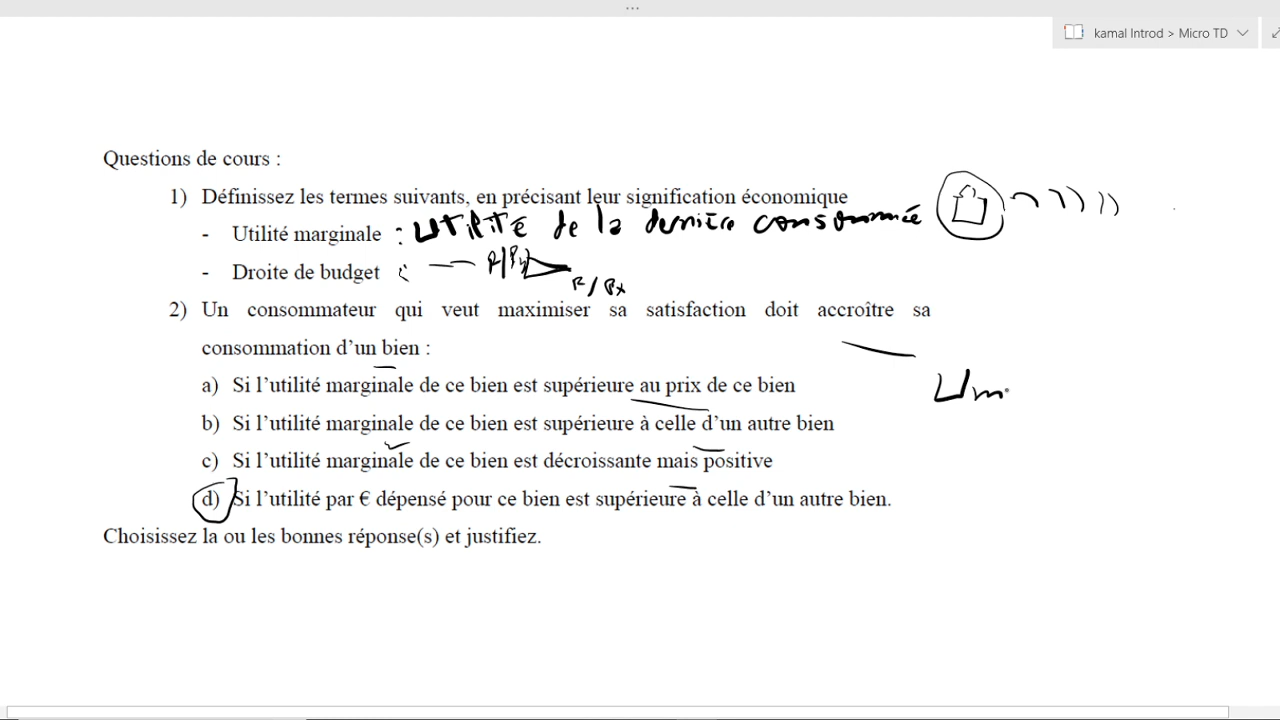 kamal Introd > Micro TD
Questions de cours :
1) Définissez les termes suivants, en précisant leur signification économique
- Utilité marginale : UTILITÉ de la dernière consommée
- Droite de budget : R/Py
R/Px
2) Un consommateur qui veut maximiser sa satisfaction doit accroître sa
consommation d'un bien :
a) Si l'utilité marginale de ce bien est supérieure au prix de ce bien
Um
b) Si l'utilité marginale de ce bien est supérieure à celle d'un autre bien
c) Si l'utilité marginale de ce bien est décroissante mais positive
d) Si l'utilité par € dépensé pour ce bien est supérieure à celle d'un autre bien.
Choisissez la ou les bonnes réponse(s) et justifiez.